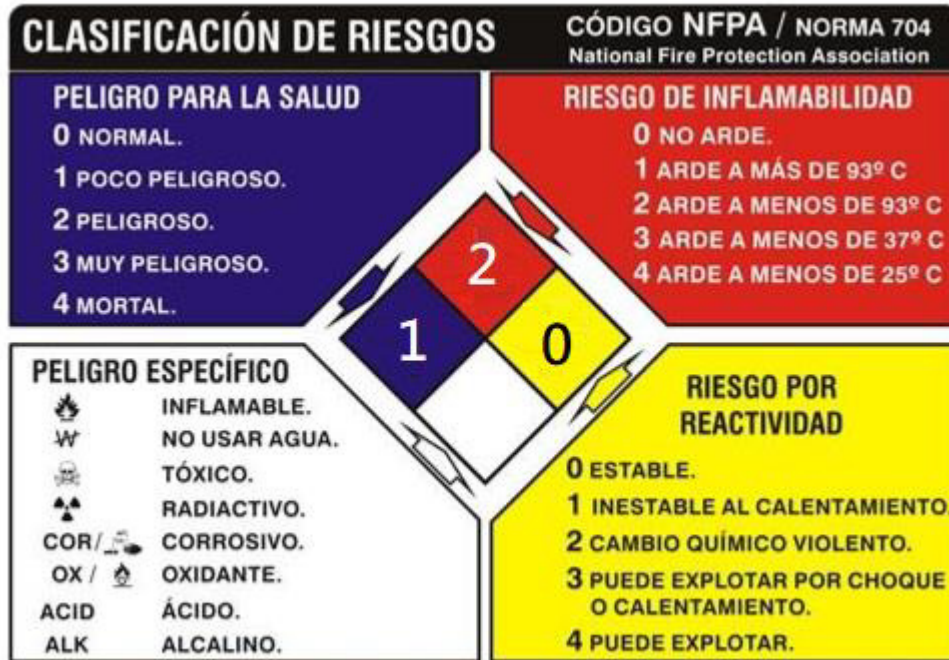 CLASIFICACIÓN DE RIESGOS
CÓDIGO NFPA / NORMA 704
National Fire Protection Association
PELIGRO PARA LA SALUD
0 NORMAL.
1 POCO PELIGROSO.
2 PELIGROSO.
3 MUY PELIGROSO.
4 MORTAL.
RIESGO DE INFLAMABILIDAD
0 NO ARDE.
1 ARDE A MÁS DE 93º C
2 ARDE A MENOS DE 93º C
3 ARDE A MENOS DE 37º C
4 ARDE A MENOS DE 25º C
2
1
0
PELIGRO ESPECÍFICO
INFLAMABLE.
W NO USAR AGUA.
TÓXICO.
RADIACTIVO.
COR/ CORROSIVO.
OX / OXIDANTE.
ACID ÁCIDO.
ALK ALCALINO.
RIESGO POR
REACTIVIDAD
0 ESTABLE.
1 INESTABLE AL CALENTAMIENTO.
2 CAMBIO QUÍMICO VIOLENTO.
3 PUEDE EXPLOTAR POR CHOQUE
O CALENTAMIENTO.
4 PUEDE EXPLOTAR.